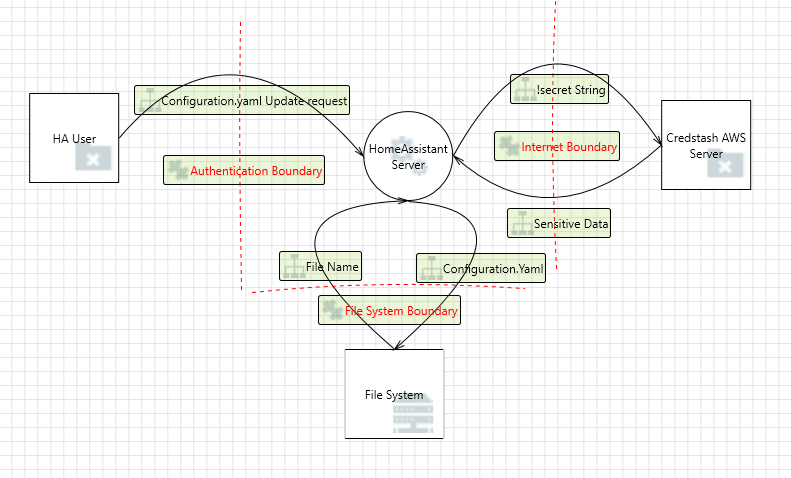 !secret String
Configuration.yaml Update request
HA User
HomeAssistant
Server
Internet Boundary
Credstash AWS
Server
Authentication Boundary
Sensitive Data
File Name
Configuration.Yaml
File System Boundary
File System